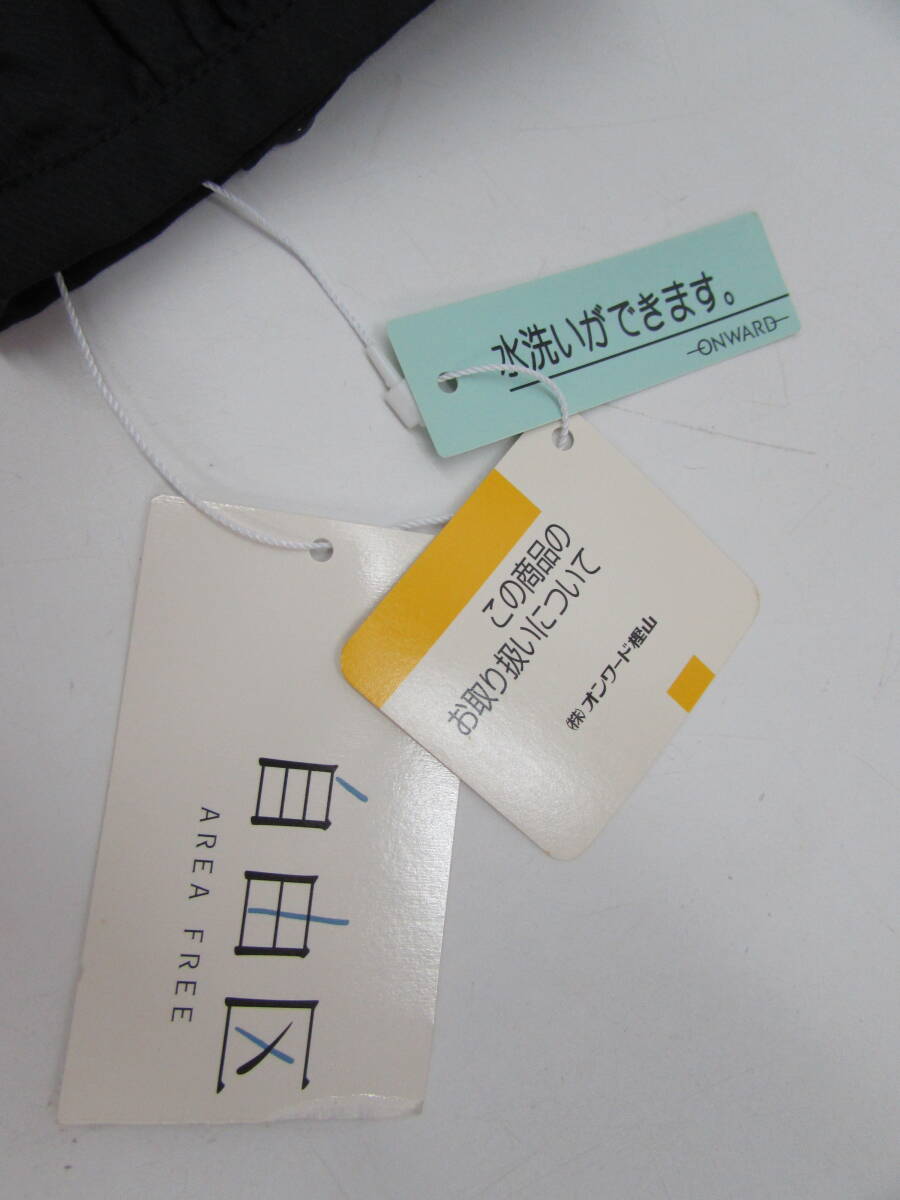 水洗いができます。
ONWARD
この商品の
お取り扱いについて
(株)オンワード樫山
自由区
AREA FREE